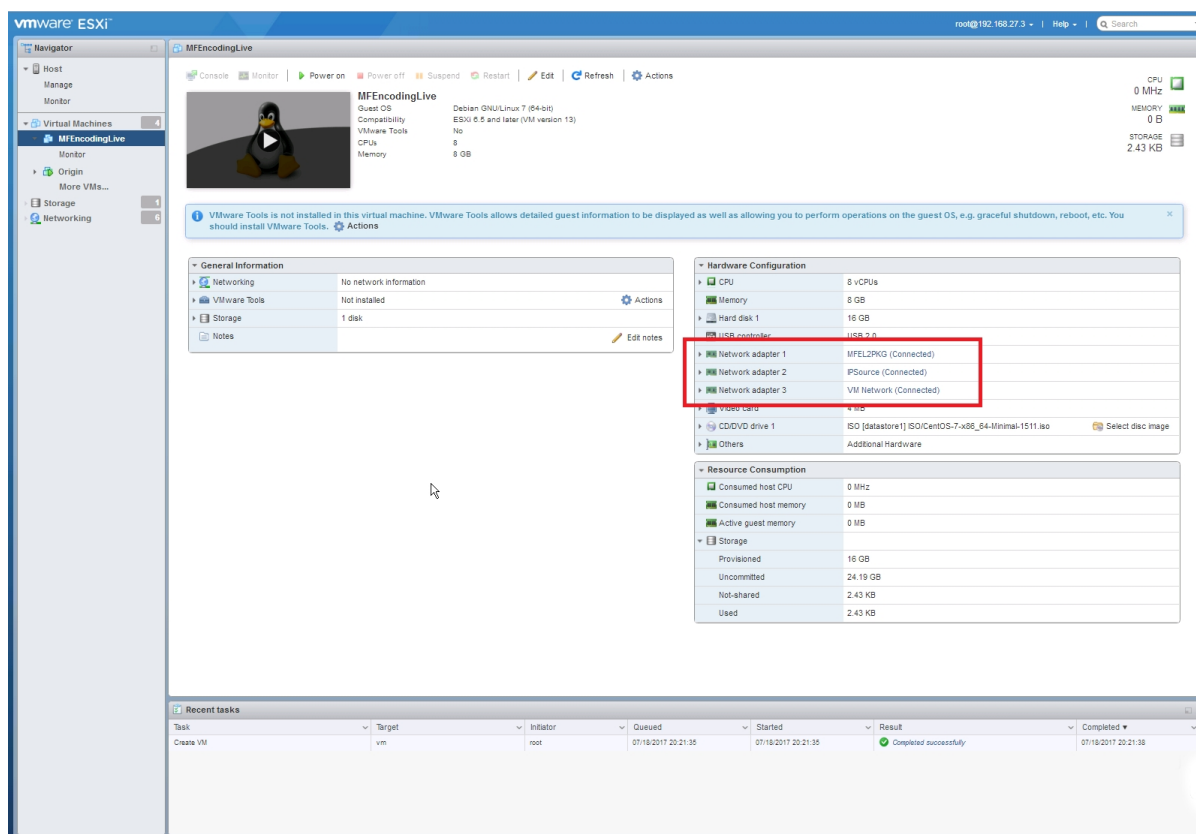 vmware ESXi™
root@192.168.27.3 | Help | Search
Navigator
Host
Manage
Monitor
Virtual Machines 4
MFEncodingLive
Monitor
Origin
More VMs...
Storage 1
Networking 6
MFEncodingLive
Console Monitor | Power on Power off Suspend Restart | Edit | Refresh | Actions
MFEncodingLive
Guest OS Debian GNU/Linux 7 (64-bit)
Compatibility ESXi 6.5 and later (VM version 13)
VMware Tools No
CPUs 8
Memory 8 GB
CPU
0 MHz
MEMORY
0 B
STORAGE
2.43 KB
VMware Tools is not installed in this virtual machine. VMware Tools allows detailed guest information to be displayed as well as allowing you to perform operations on the guest OS, e.g. graceful shutdown, reboot, etc. You
should install VMware Tools. Actions
General Information
Networking No network information
VMware Tools Not installed Actions
Storage 1 disk
Notes Edit notes
Hardware Configuration
CPU 8 vCPUs
Memory 8 GB
Hard disk 1 16 GB
USB controller USB 2.0
Network adapter 1 MFEL2PKG (Connected)
Network adapter 2 IPSource (Connected)
Network adapter 3 VM Network (Connected)
Video card 4 MB
CD/DVD drive 1 ISO [datastore1] ISO/CentOS-7-x86_64-Minimal-1511.iso Select disc image
Others Additional Hardware
Resource Consumption
Consumed host CPU 0 MHz
Consumed host memory 0 MB
Active guest memory 0 MB
Storage
Provisioned 16 GB
Uncommitted 24.19 GB
Not-shared 2.43 KB
Used 2.43 KB
Recent tasks
Task Target Initiator Queued Started Result Completed
Create VM vm root 07/18/2017 20:21:35 07/18/2017 20:21:35 Completed successfully 07/18/2017 20:21:38